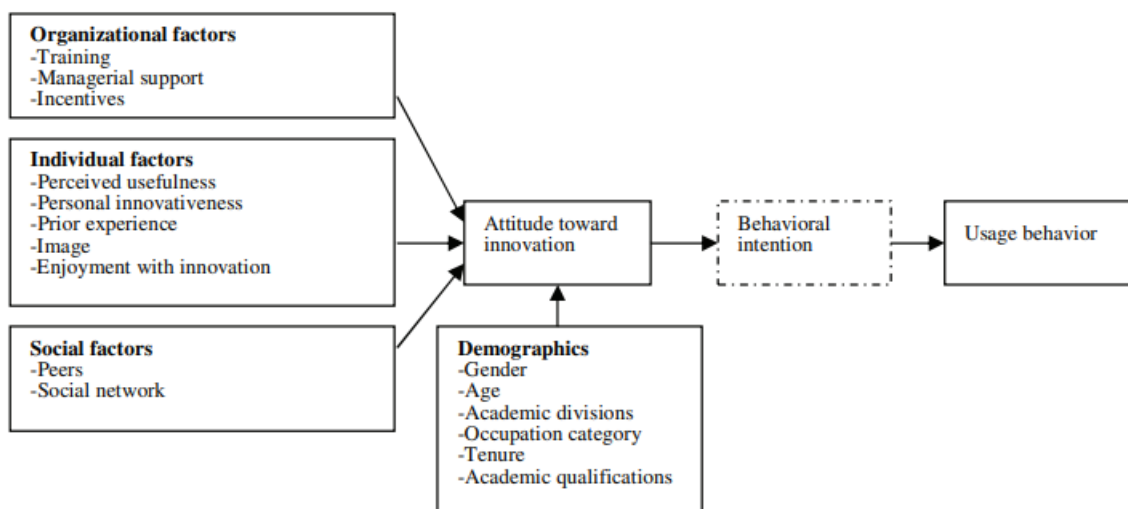 Organizational factors
-Training
-Managerial support
-Incentives
Individual factors
-Perceived usefulness
-Personal innovativeness
-Prior experience
-Image
-Enjoyment with innovation
Social factors
-Peers
-Social network
Attitude toward
innovation
Behavioral
intention
Usage behavior
Demographics
-Gender
-Age
-Academic divisions
-Occupation category
-Tenure
-Academic qualifications